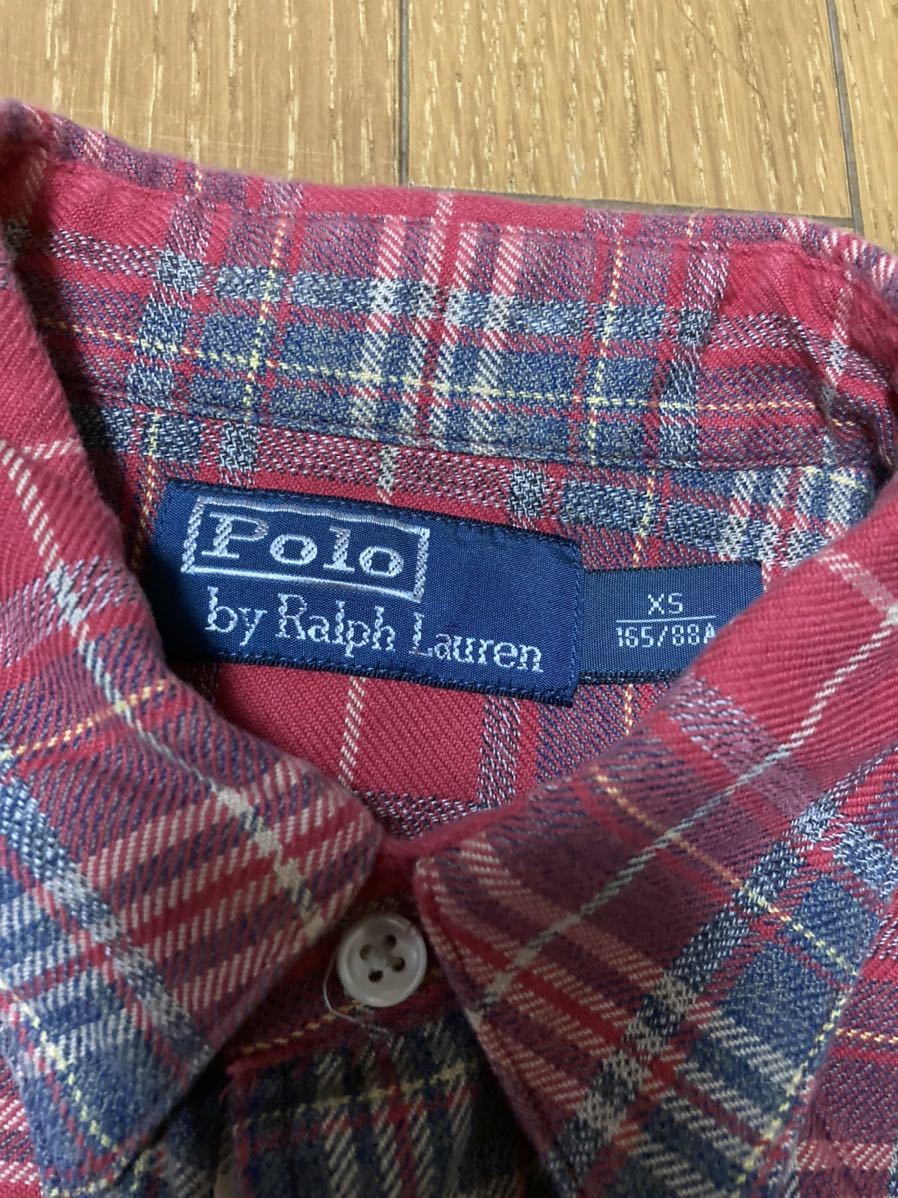 Polo
by Ralph Lauren
XS
165/88A